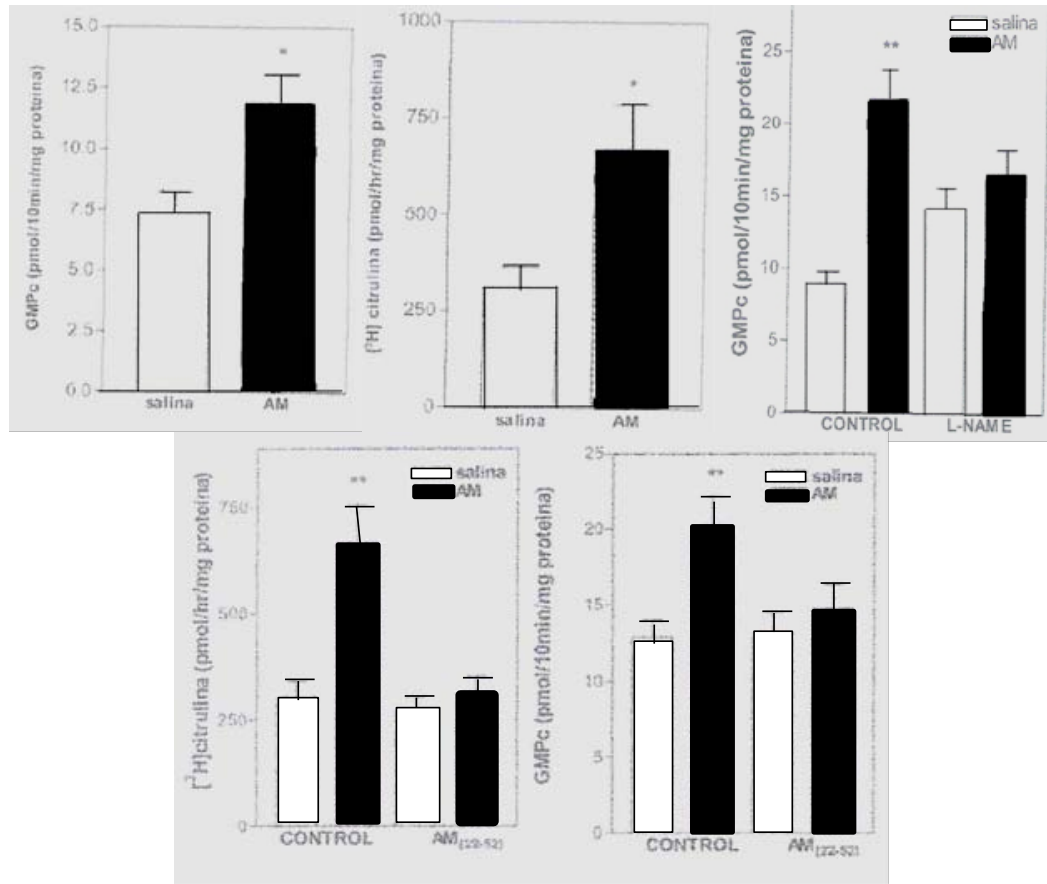 GMPc (pmol/10min/mg proteina)
15.0
12.5
10.0
7.5
5.0
2.5
0.0
*
salina AM
[³H] citrulina (pmol/hr/mg proteina)
1000
750
500
250
0
*
salina AM
GMPc (pmol/10min/mg proteina)
25
20
15
10
5
0
**
salina
AM
CONTROL L-NAME
[³H]citrulina (pmol/hr/mg proteina)
750
500
250
0
**
salina
AM
CONTROL AM(22-52)
GMPc (pmol/10min/mg proteina)
25
20
15
10
5
0
**
salina
AM
CONTROL AM(22-52)